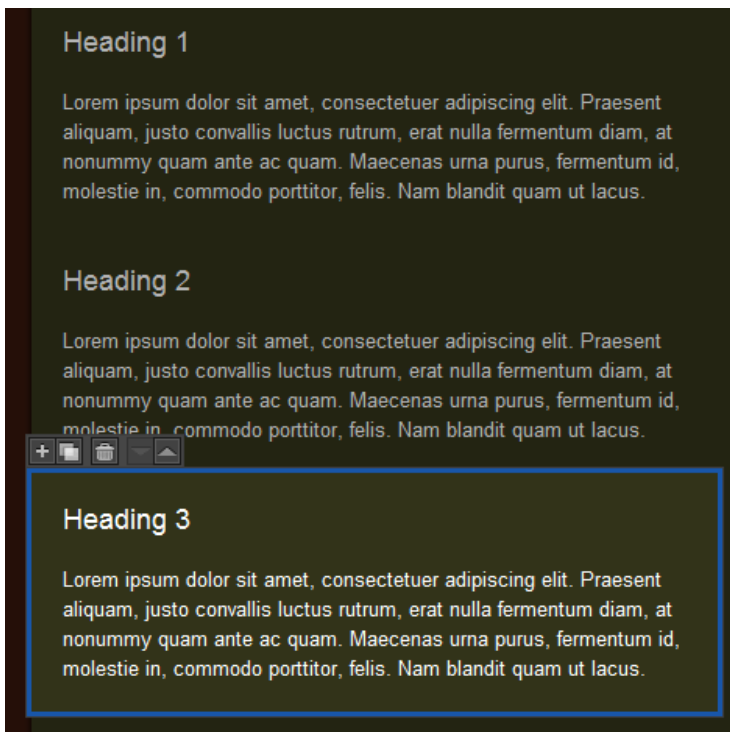 Heading 1
Lorem ipsum dolor sit amet, consectetuer adipiscing elit. Praesent
aliquam, justo convallis luctus rutrum, erat nulla fermentum diam, at
nonummy quam ante ac quam. Maecenas urna purus, fermentum id,
molestie in, commodo porttitor, felis. Nam blandit quam ut lacus.
Heading 2
Lorem ipsum dolor sit amet, consectetuer adipiscing elit. Praesent
aliquam, justo convallis luctus rutrum, erat nulla fermentum diam, at
nonummy quam ante ac quam. Maecenas urna purus, fermentum id,
molestie in, commodo porttitor, felis. Nam blandit quam ut lacus.
Heading 3
Lorem ipsum dolor sit amet, consectetuer adipiscing elit. Praesent
aliquam, justo convallis luctus rutrum, erat nulla fermentum diam, at
nonummy quam ante ac quam. Maecenas urna purus, fermentum id,
molestie in, commodo porttitor, felis. Nam blandit quam ut lacus.